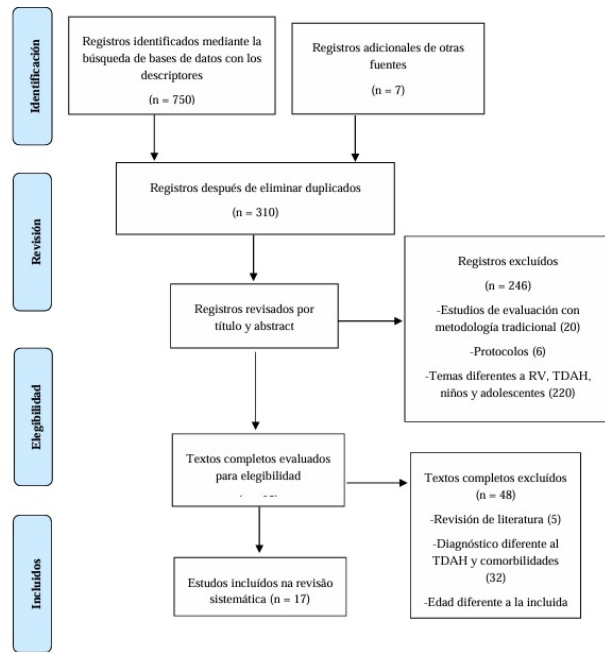 Identificación
Registros identificados mediante la
búsqueda de bases de datos con los
descriptores
(n = 750)
Registros adicionales de otras
fuentes
(n = 7)
Revisión
Registros después de eliminar duplicados
(n = 310)
Registros revisados por
título y abstract
Registros excluídos
(n = 246)
-Estudios de evaluación con
metodología tradicional (20)
-Protocolos (6)
-Temas diferentes a RV, TDAH,
niños y adolescentes (220)
Elegibilidad
Textos completos evaluados
para elegibilidad
Textos completos excluídos
(n = 48)
-Revisión de literatura (5)
-Diagnóstico diferente al
TDAH y comorbilidades
(32)
-Edad diferente a la incluida
Incluidos
Estudos incluídos na revisão
sistemática (n = 17)